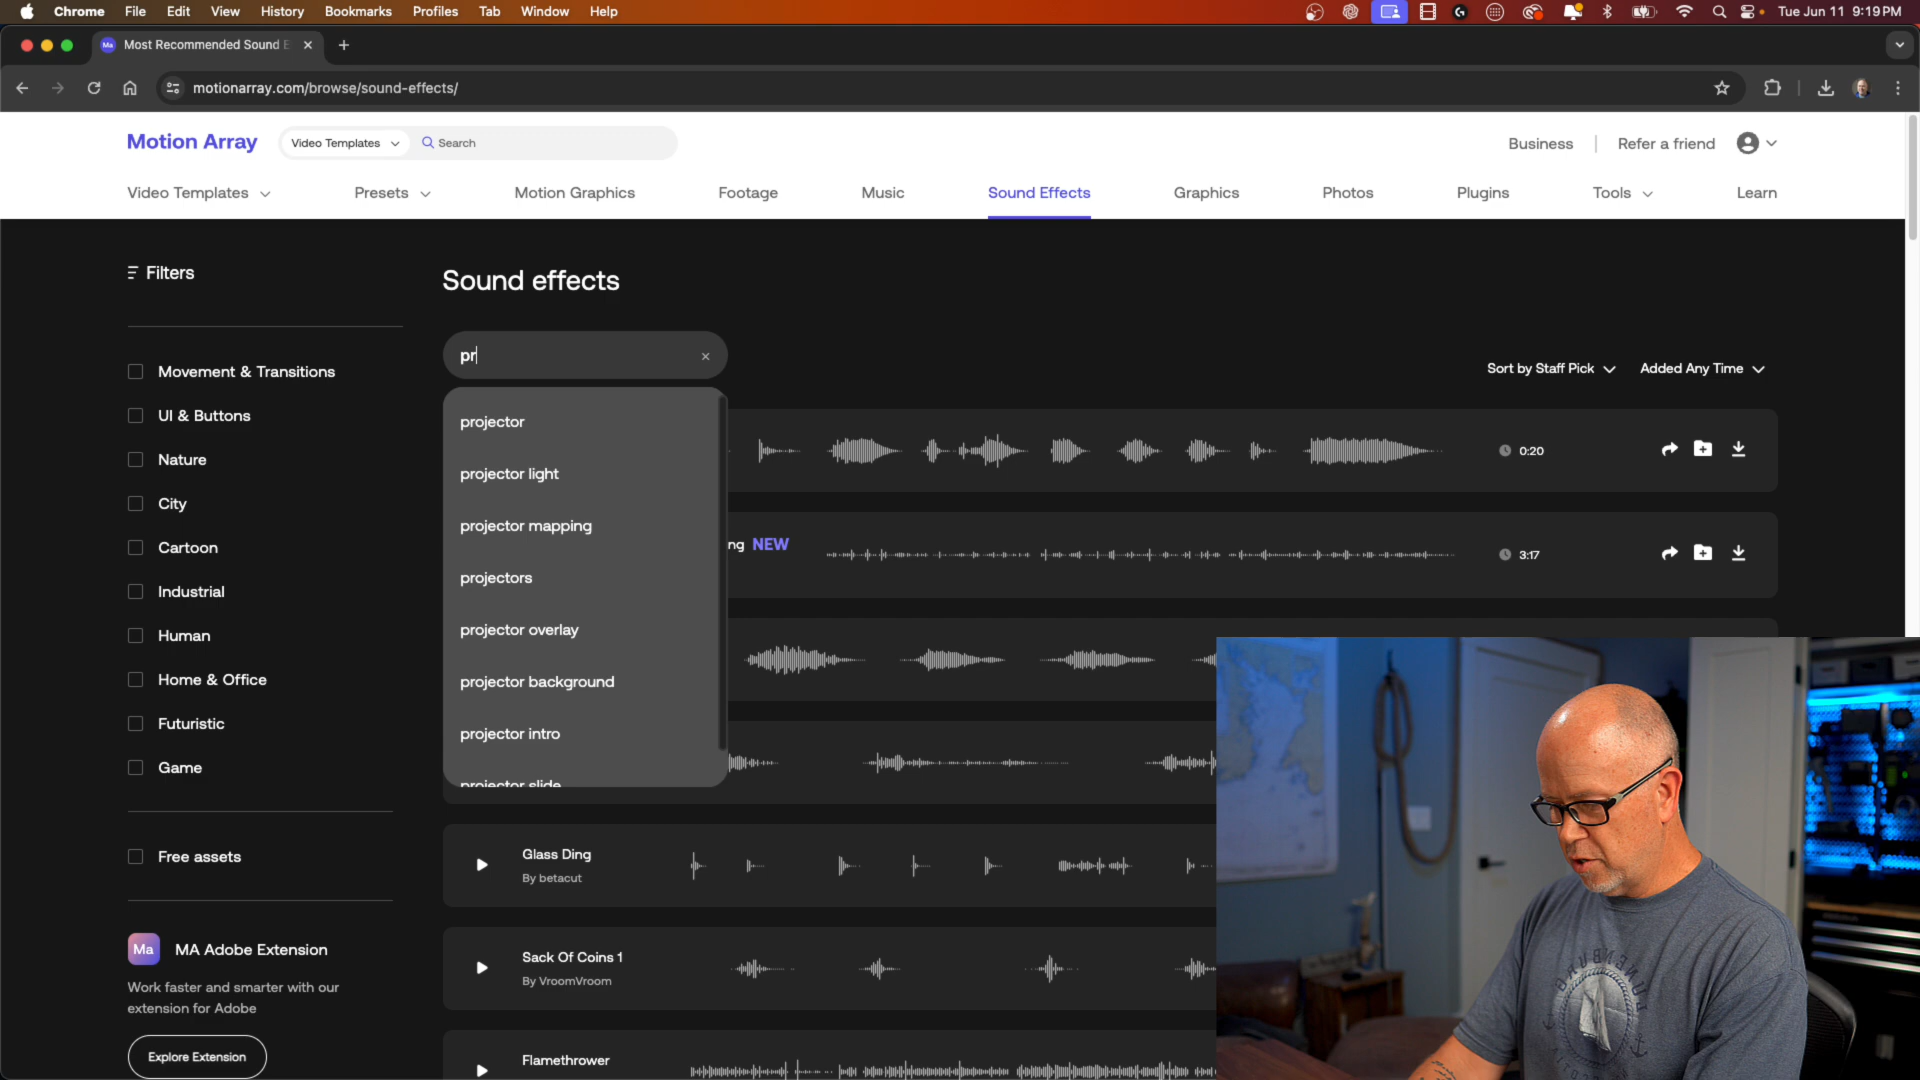 Chrome File Edit View History Bookmarks Profiles Tab Window Help
Tue Jun 11 9:19 PM
Ma Most Recommended Sound E
motionarray.com/browse/sound-effects/
Motion Array
Video Templates
Search
Business
Refer a friend
Video Templates
Presets
Motion Graphics
Footage
Music
Sound Effects
Graphics
Photos
Plugins
Tools
Learn
Filters
Movement & Transitions
UI & Buttons
Nature
City
Cartoon
Industrial
Human
Home & Office
Futuristic
Game
Free assets
Ma MA Adobe Extension
Work faster and smarter with our
extension for Adobe
Explore Extension
Sound effects
pr
Sort by Staff Pick
Added Any Time
projector
projector light
projector mapping
projectors
projector overlay
projector background
projector intro
projector slide
0:20
ng NEW
3:17
Glass Ding
By betacut
Sack Of Coins 1
By VroomVroom
Flamethrower